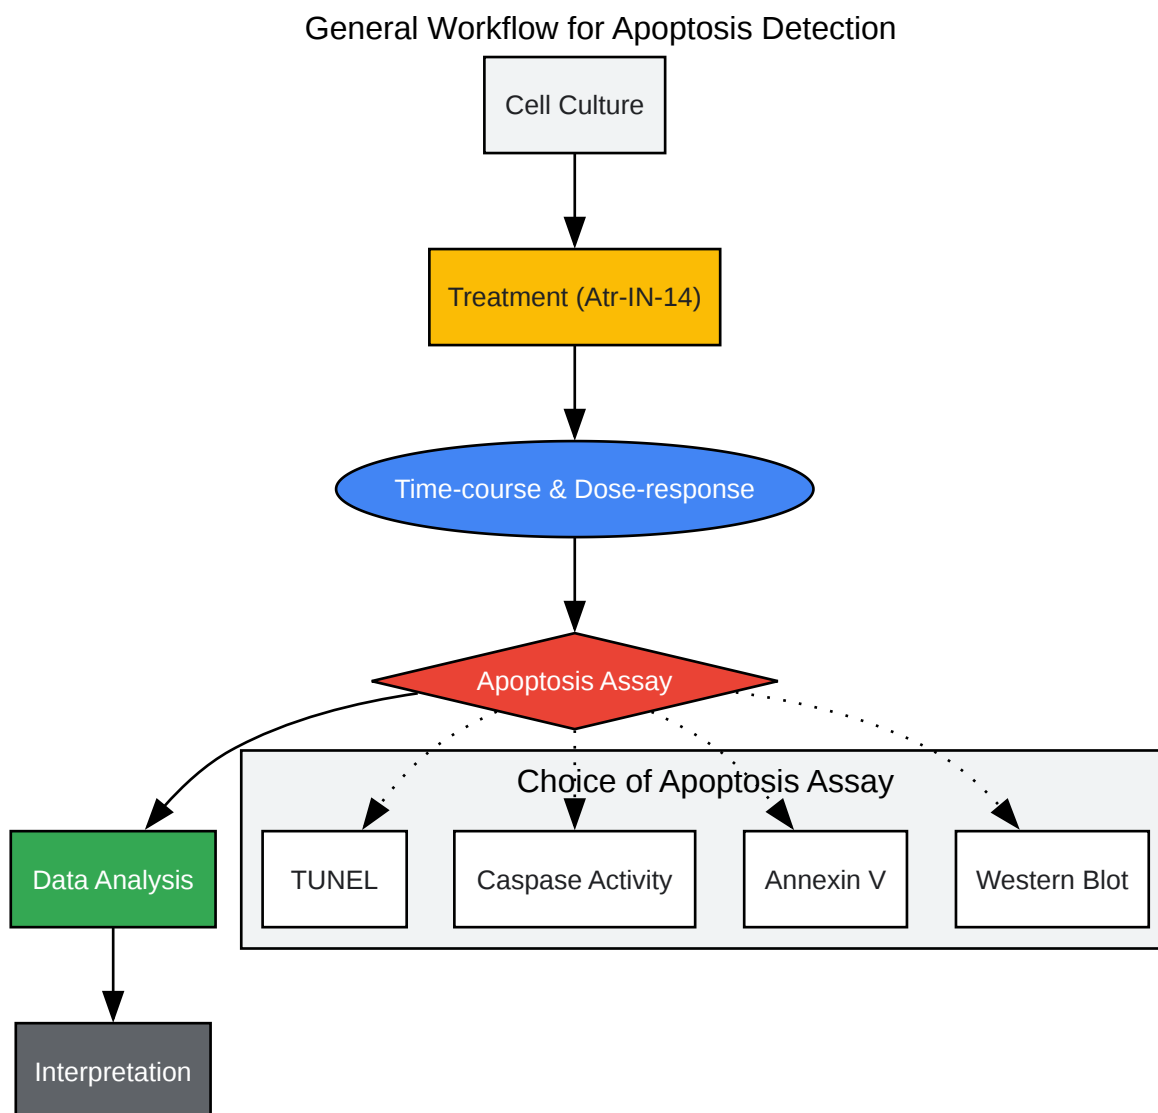 General Workflow for Apoptosis Detection
Cell Culture
Treatment (Atr-IN-14)
Time-course & Dose-response
Apoptosis Assay
Choice of Apoptosis Assay
Data Analysis
TUNEL
Caspase Activity
Annexin V
Western Blot
Interpretation